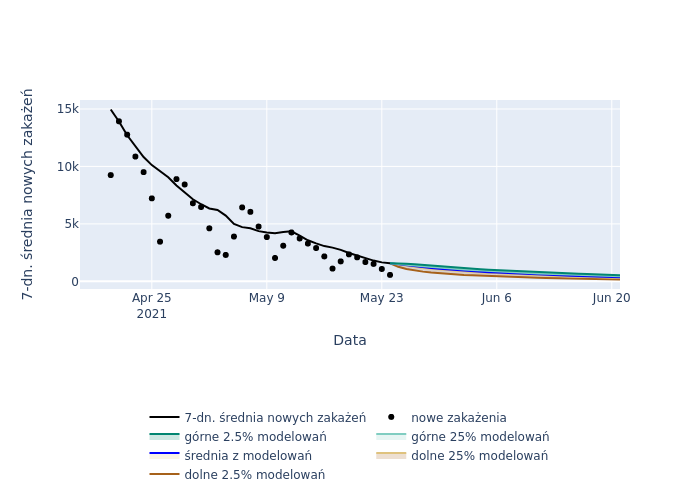 7-dn. średnia nowych zakażeń
15k
10k
5k
0
Apr 25
2021
May 9
May 23
Jun 6
Jun 20
Data
7-dn. średnia nowych zakażeń
nowe zakażenia
górne 2.5% modelowań
górne 25% modelowań
średnia z modelowań
dolne 25% modelowań
dolne 2.5% modelowań